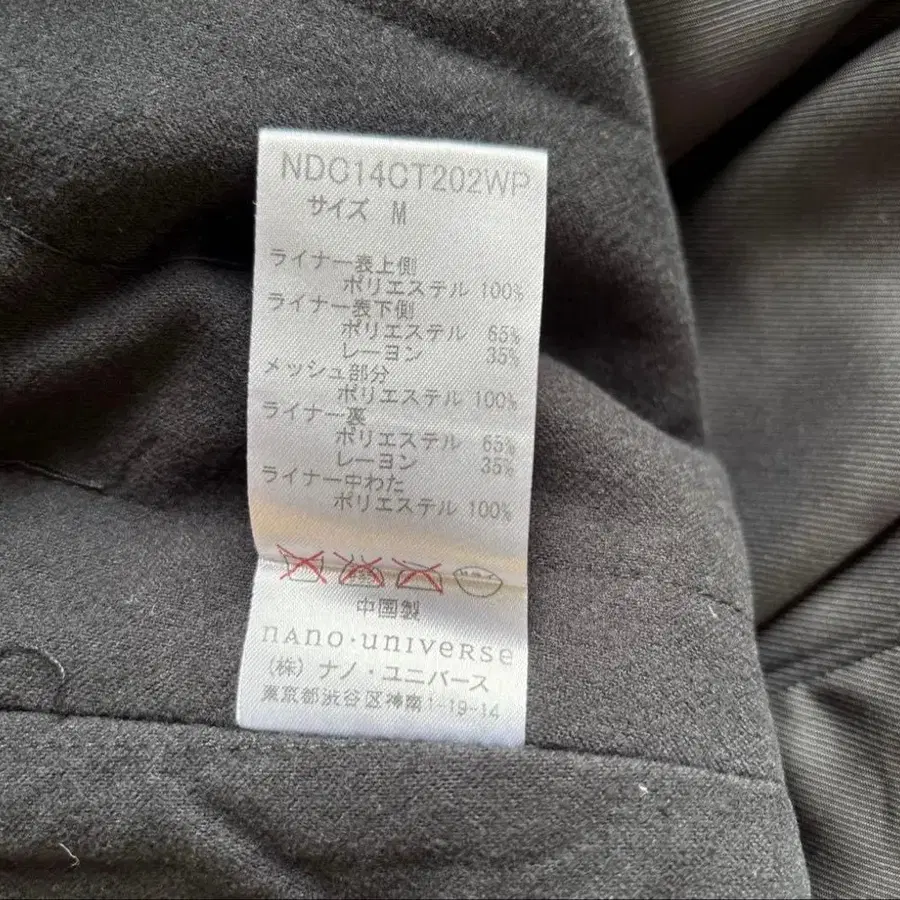 NDC14CT202WP
サイズ M
ライナー表上側
ポリエステル 100%
ライナー表下側
ポリエステル 65%
レーヨン 35%
メッシュ部分
ポリエステル 100%
ライナー裏
ポリエステル 65%
レーヨン 35%
ライナー中わた
ポリエステル 100%
中国製
nano·universe
(株) ナノ・ユニバース
東京都渋谷区神南1-19-14